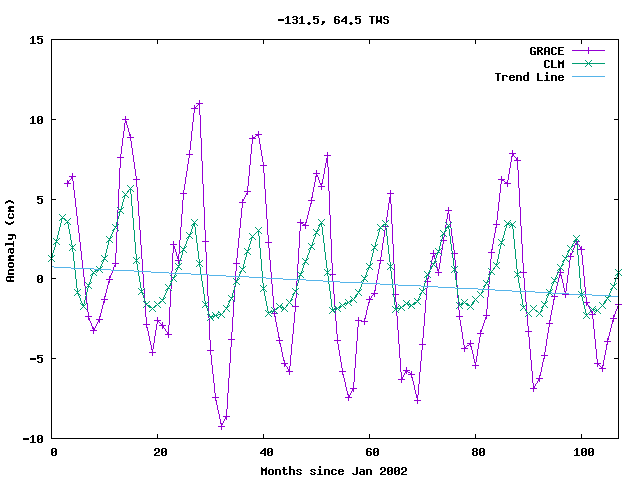 -131.5, 64.5 TWS
GRACE
CLM
Trend Line
15
10
5
0
-5
-10
Anomaly (cm)
0 20 40 60 80 100
Months since Jan 2002